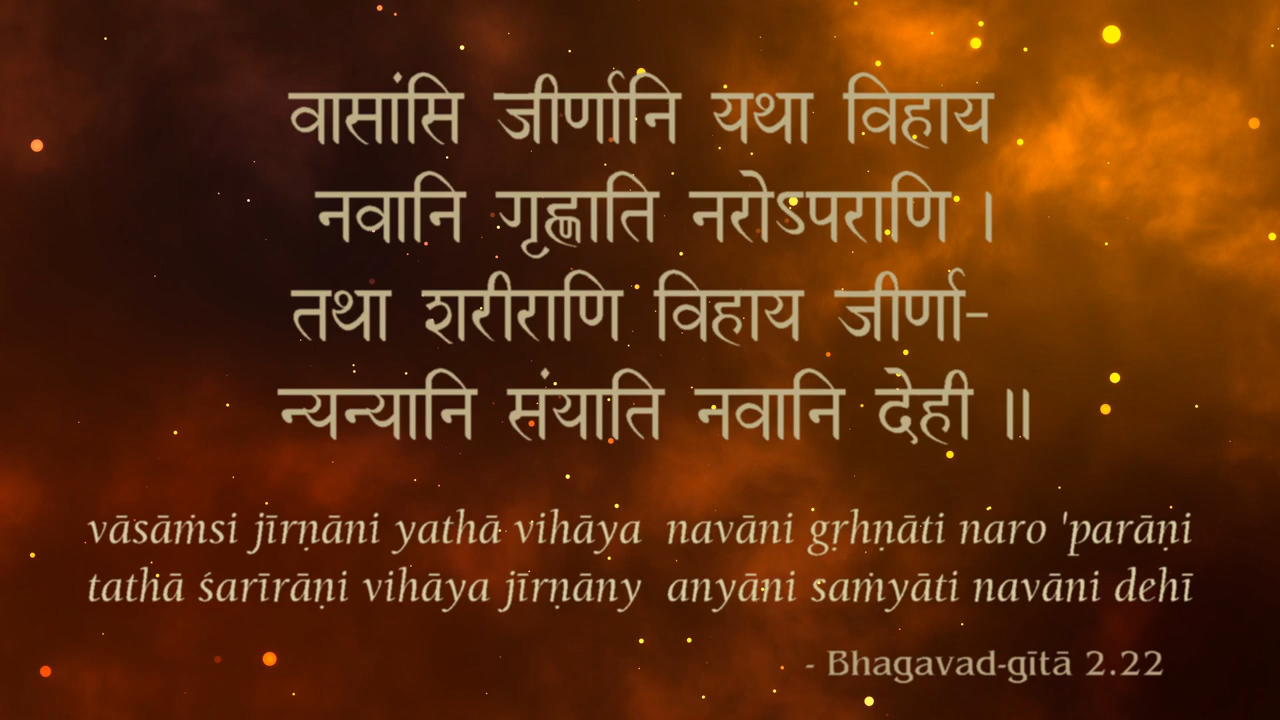 वासांसि जीर्णानि यथा विहाय
नवानि गृह्णाति नरोऽपराणि ।
तथा शरीराणि विहाय जीर्णा-
न्यन्यानि संयाति नवानि देही ॥
vāsāṁsi jīrṇāni yathā vihāya navāni gṛhṇāti naro 'parāṇi
tathā śarīrāṇi vihāya jīrṇāny anyāni saṁyāti navāni dehī
- Bhagavad-gītā 2.22